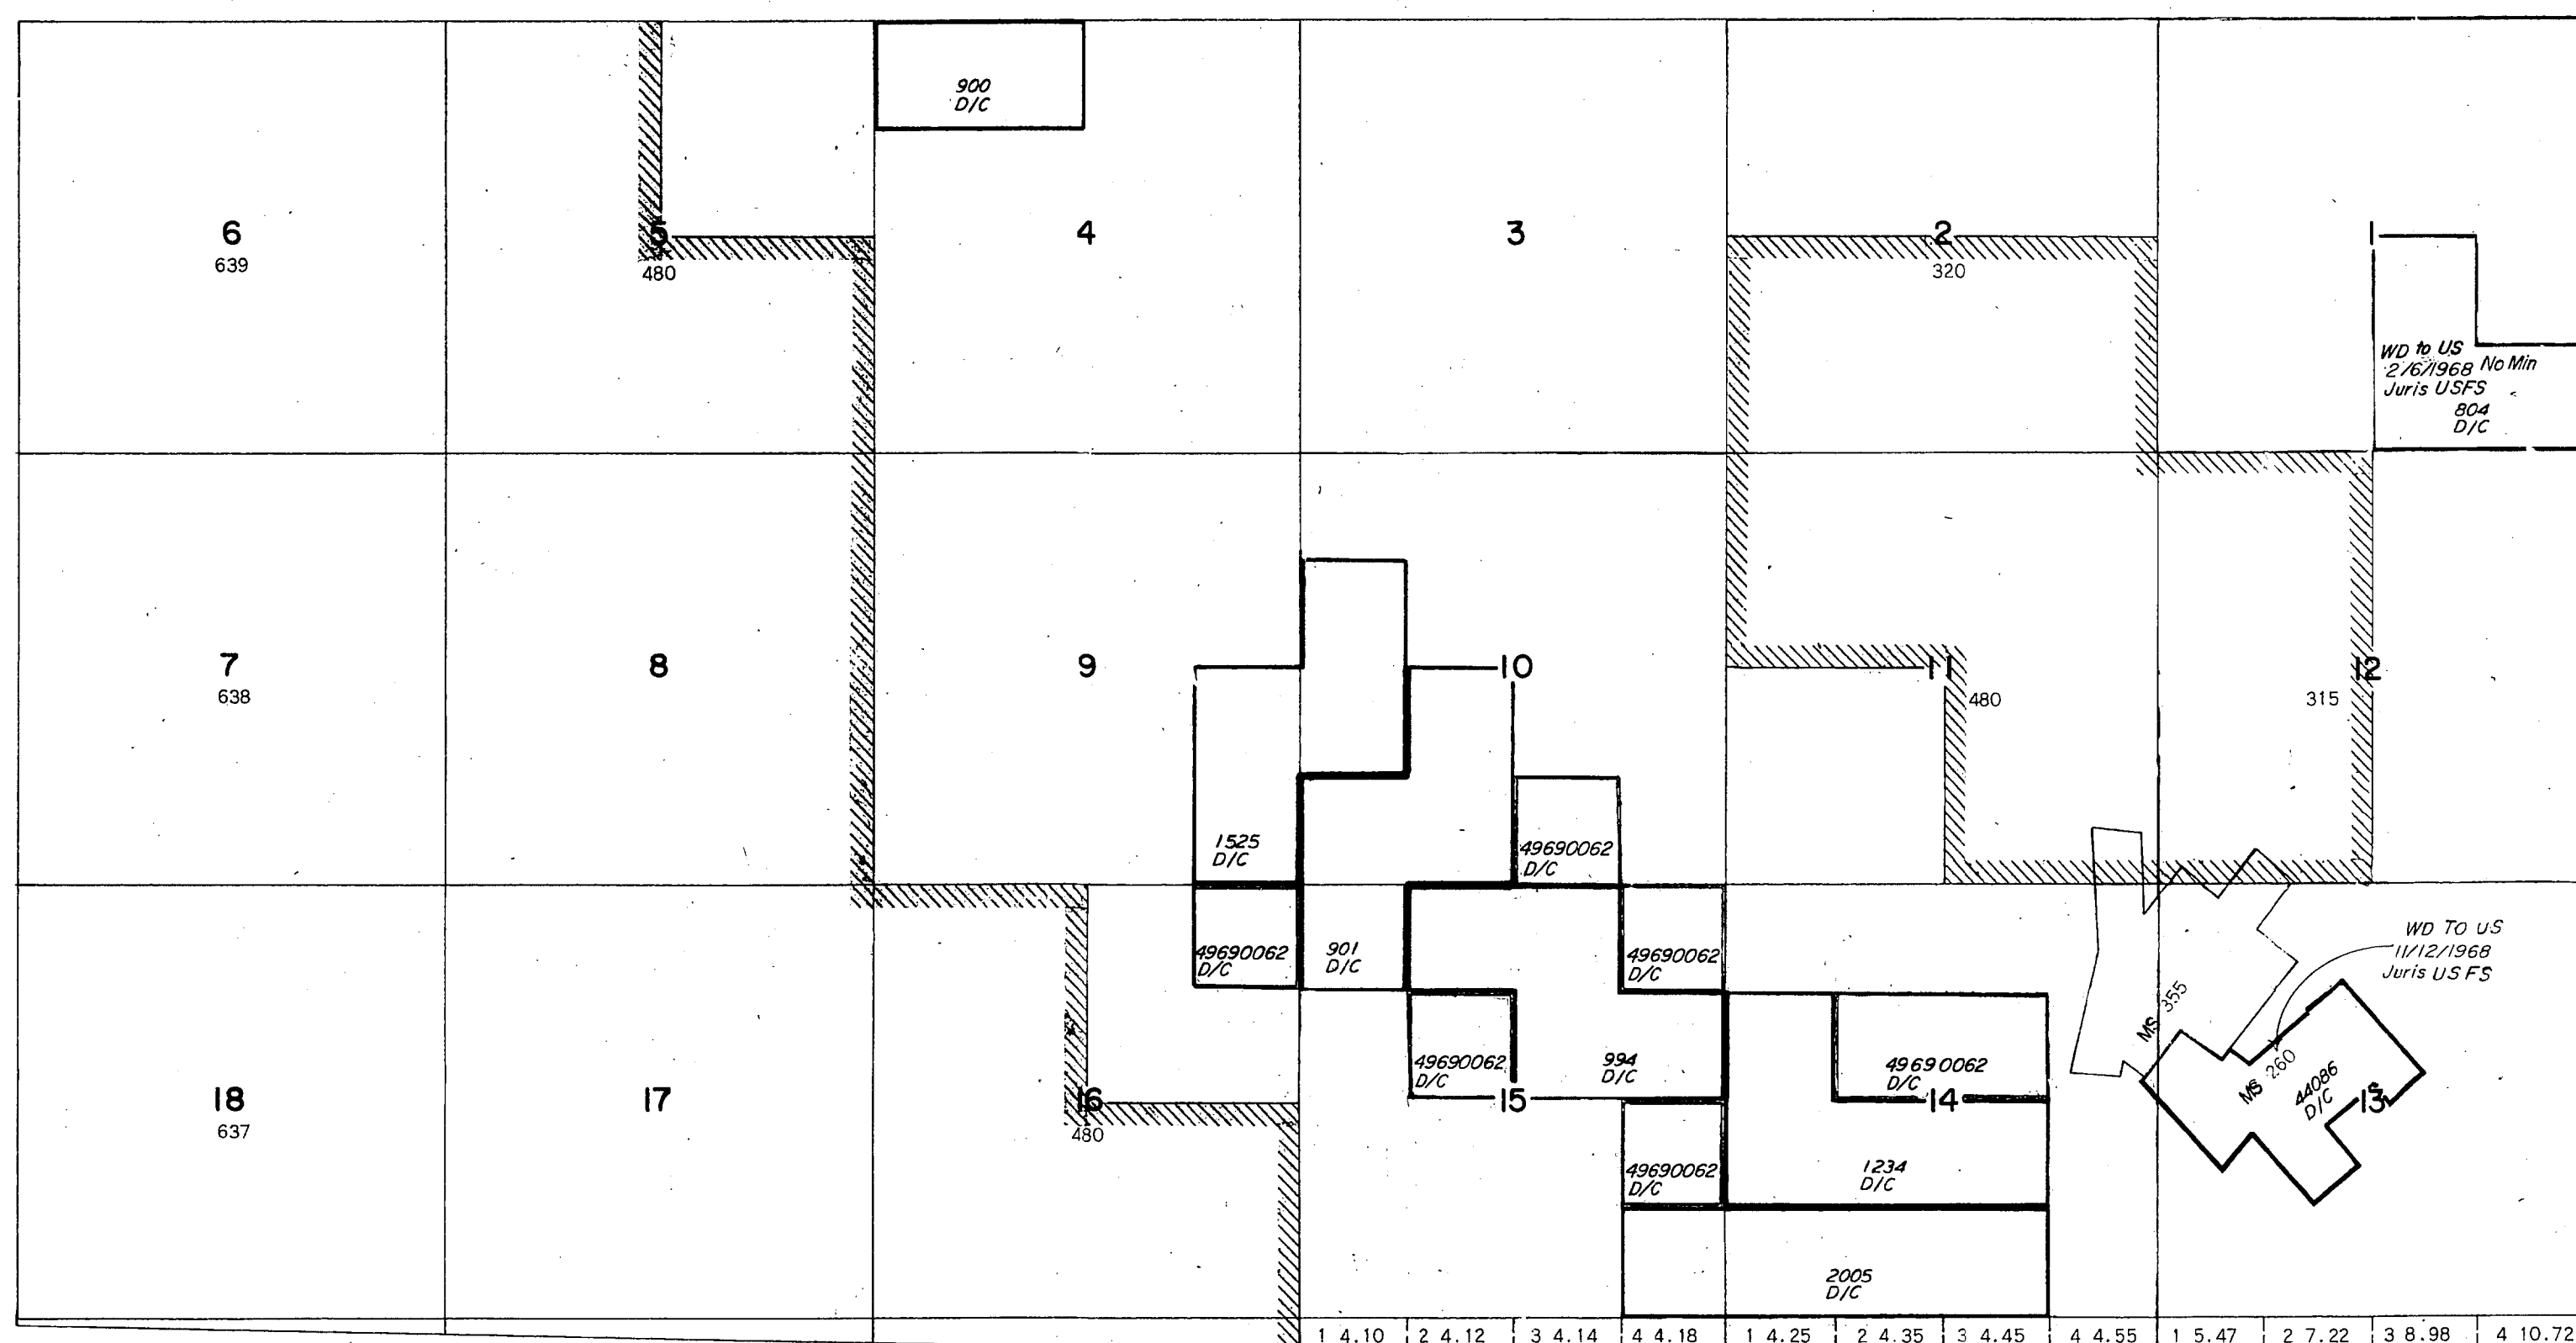 900
D/C
6
639
5
480
4
3
2
320
1
WD to US
2/6/1968 No Min
Juris USFS
804
D/C
7
638
8
9
10
11
480
12
315
1525
D/C
49690062
D/C
49690062
D/C
901
D/C
49690062
D/C
WD TO US
11/12/1968
Juris USFS
MS 355
MS 260
44086
D/C
49690062
D/C
994
D/C
49690062
D/C
18
637
17
16
480
15
14
13
49690062
D/C
1234
D/C
2005
D/C
1 4.10 2 4.12 3 4.14 4 4.18 1 4.25 2 4.35 3 4.45 4 4.55 1 5.47 2 7.22 3 8.98 4 10.72